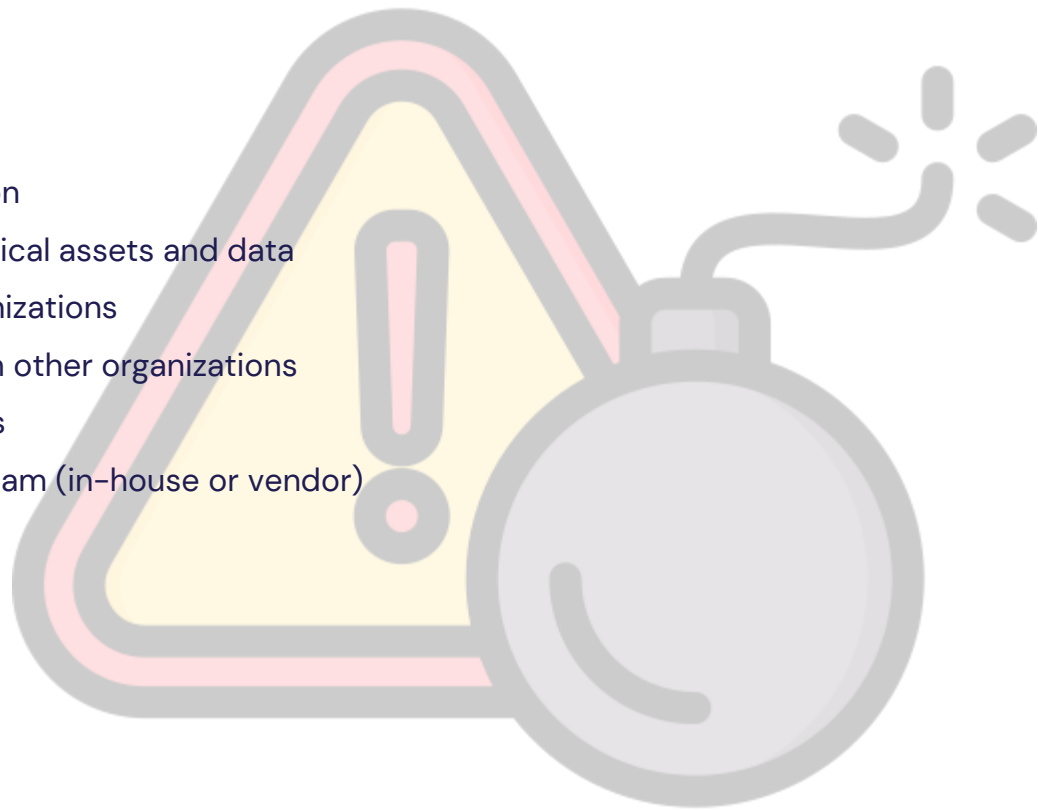 n
ical assets and data
nizations
other organizations
s
am (in-house or vendor)